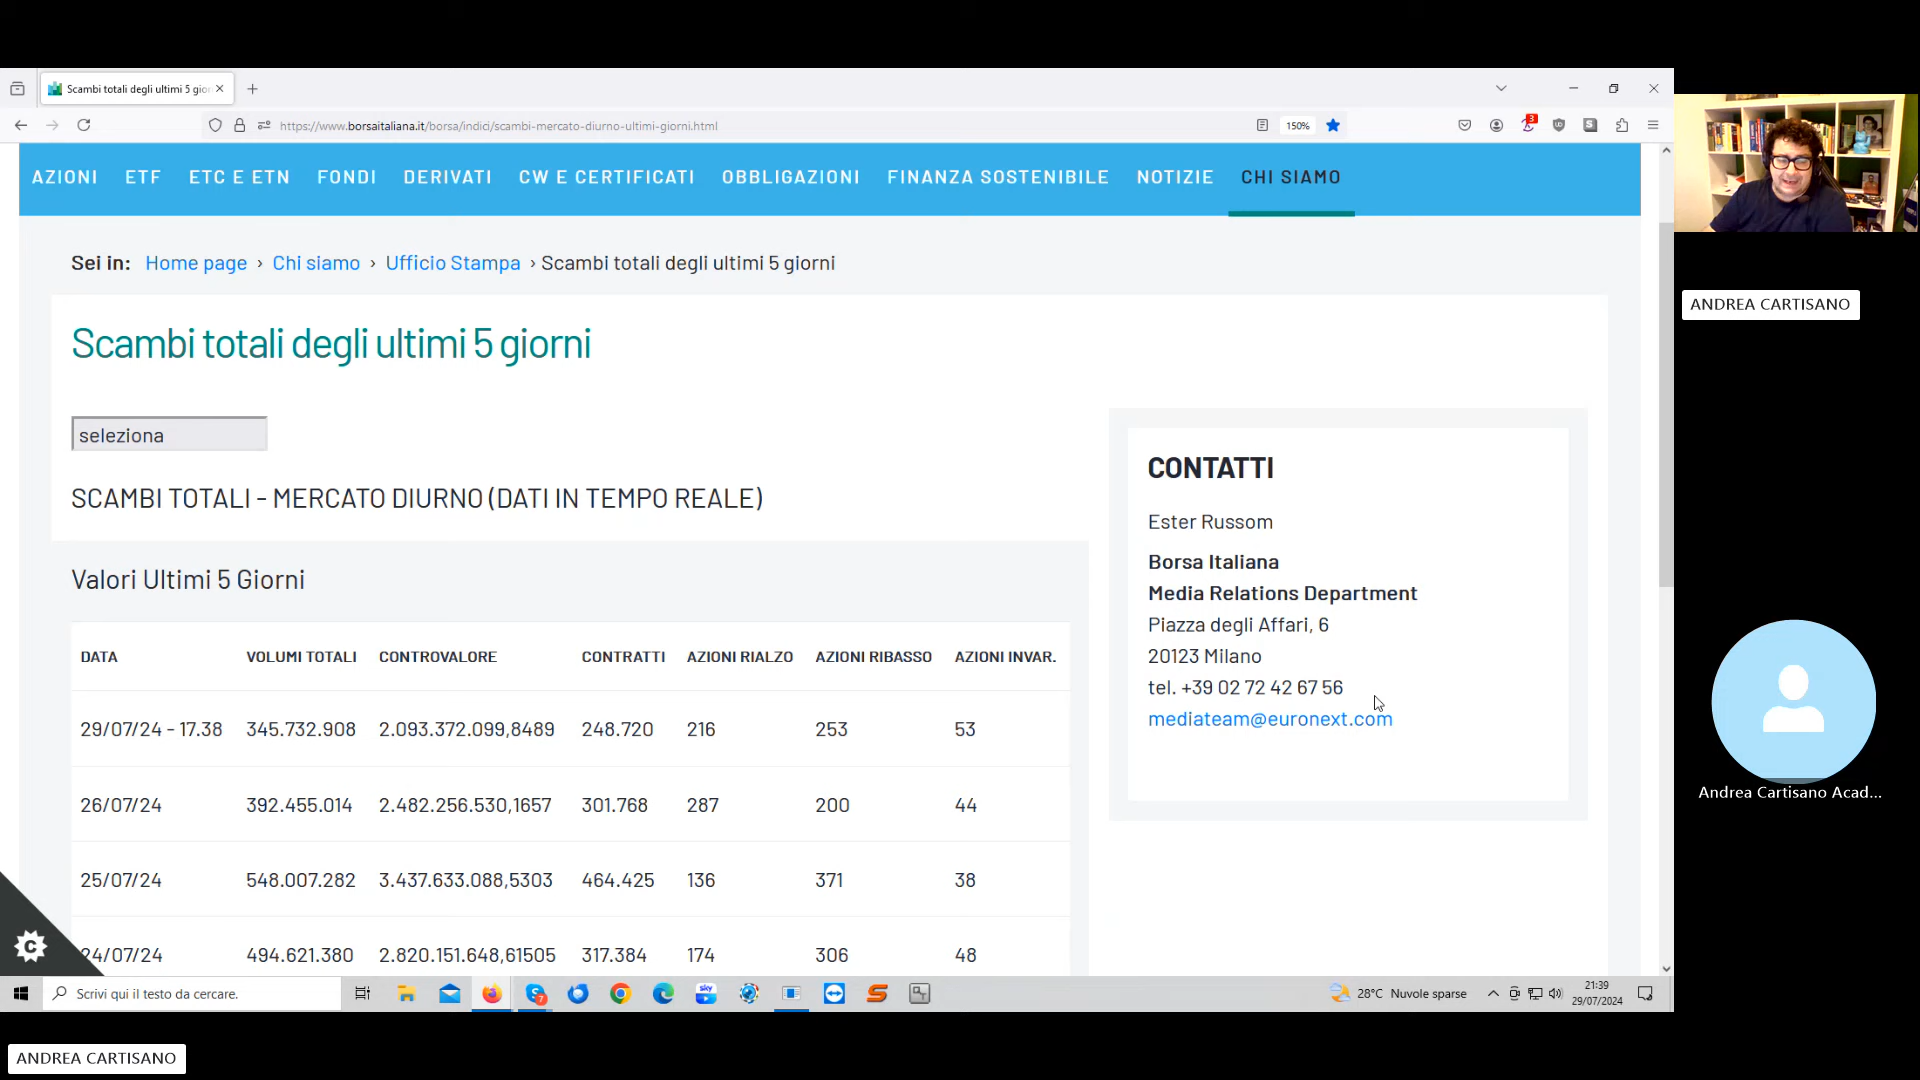 Scambi totali degli ultimi 5 gior
https://www.borsaitaliana.it/borsa/indici/scambi-mercato-diurno-ultimi-giorni.html
150%
3
AZIONI ETF ETC E ETN FONDI DERIVATI CW E CERTIFICATI OBBLIGAZIONI FINANZA SOSTENIBILE NOTIZIE CHI SIAMO
Sei in: Home page › Chi siamo › Ufficio Stampa › Scambi totali degli ultimi 5 giorni
Scambi totali degli ultimi 5 giorni
seleziona
SCAMBI TOTALI - MERCATO DIURNO (DATI IN TEMPO REALE)
Valori Ultimi 5 Giorni
DATA VOLUMI TOTALI CONTROVALORE CONTRATTI AZIONI RIALZO AZIONI RIBASSO AZIONI INVAR.
29/07/24 - 17.38 345.732.908 2.093.372.099,8489 248.720 216 253 53
26/07/24 392.455.014 2.482.256.530,1657 301.768 287 200 44
25/07/24 548.007.282 3.437.633.088,5303 464.425 136 371 38
24/07/24 494.621.380 2.820.151.648,61505 317.384 174 306 48
CONTATTI
Ester Russom
Borsa Italiana
Media Relations Department
Piazza degli Affari, 6
20123 Milano
tel. +39 02 72 42 67 56
mediateam@euronext.com
Scrivi qui il testo da cercare.
sky
7
28°C Nuvole sparse
21:39
29/07/2024
ANDREA CARTISANO
Andrea Cartisano Acad...
ANDREA CARTISANO